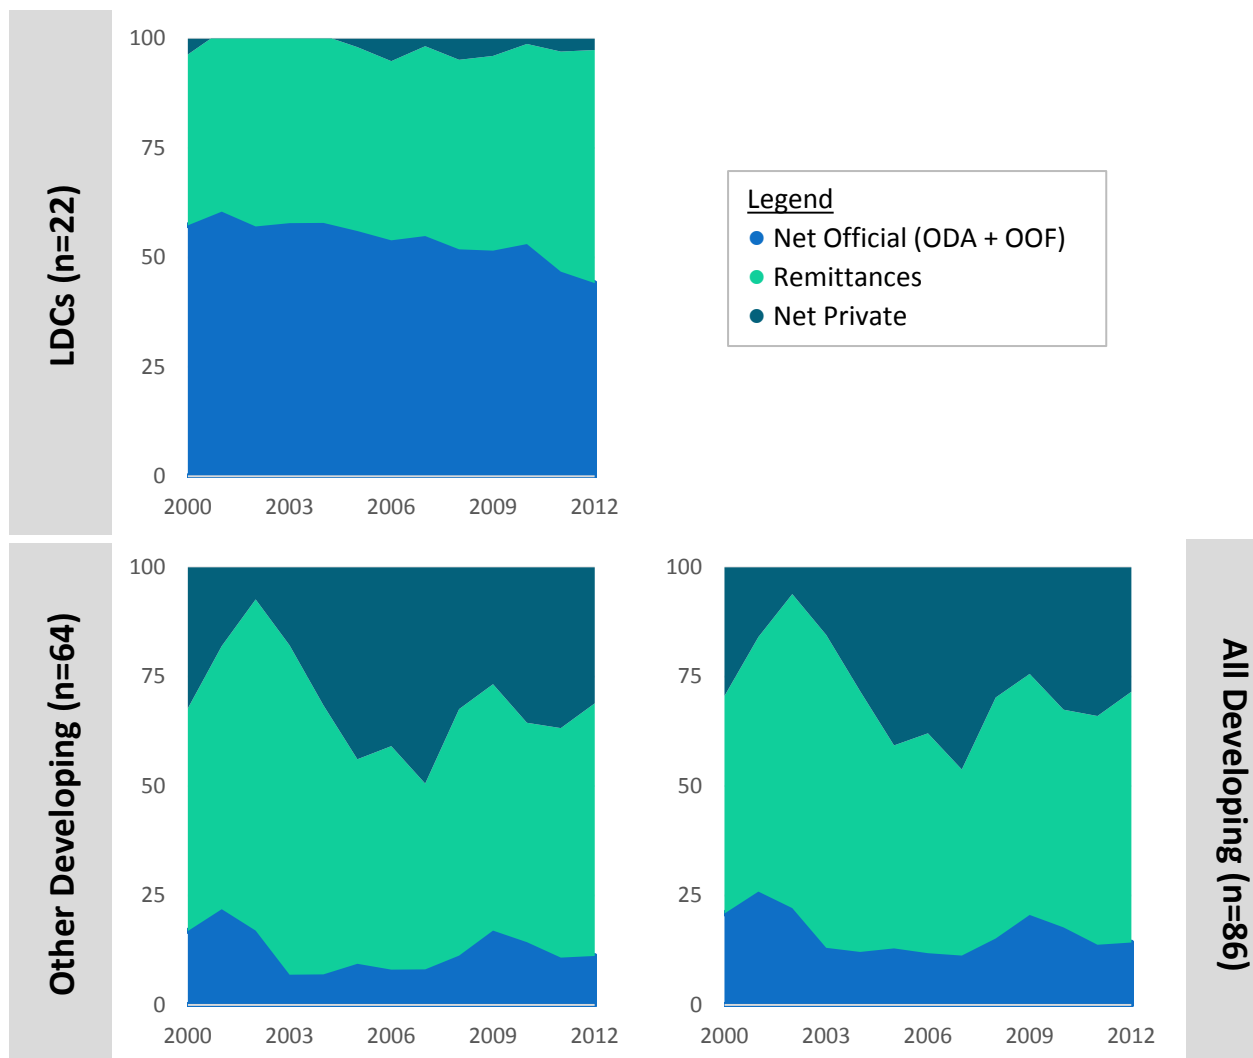 LDCs (n=22)
100
75
50
25
0
2000 2003 2006 2009 2012
Legend
Net Official (ODA + OOF)
Remittances
Net Private
Other Developing (n=64)
100
75
50
25
0
2000 2003 2006 2009 2012
100
75
50
25
0
2000 2003 2006 2009 2012
All Developing (n=86)